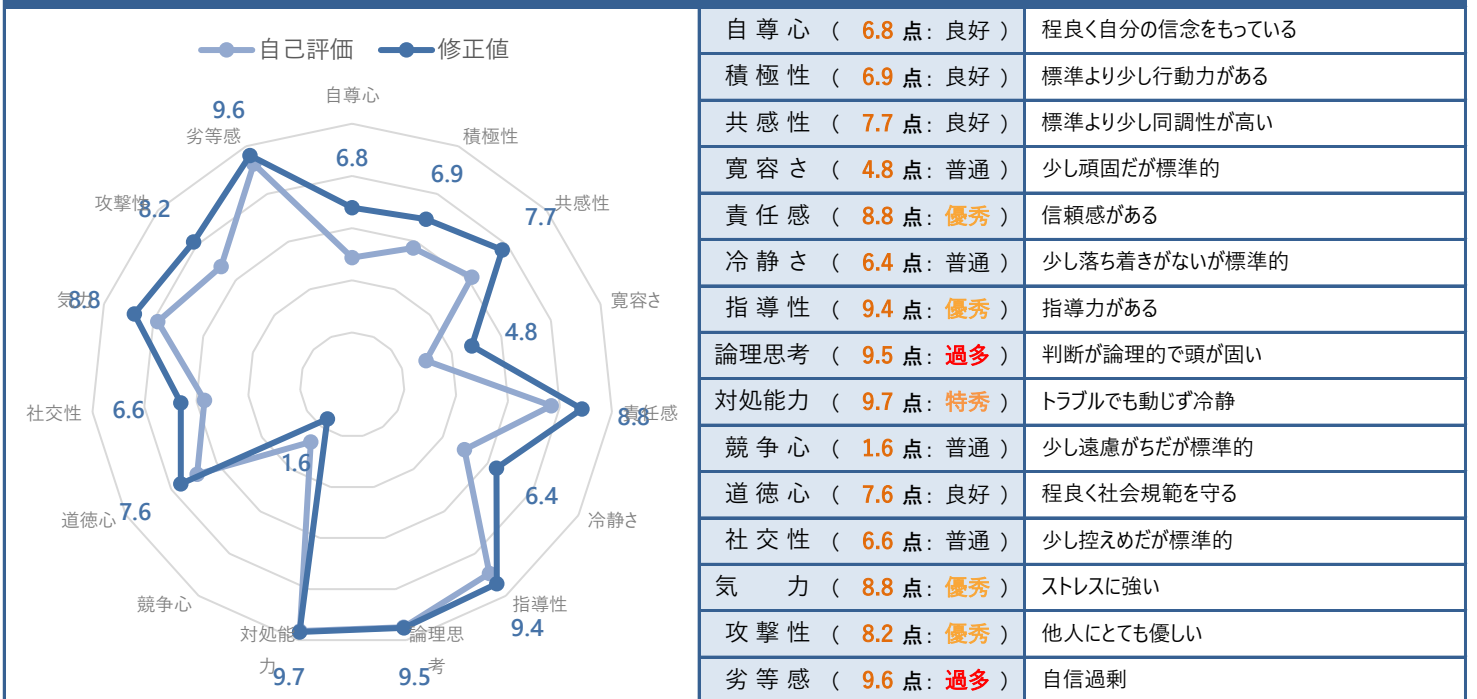 自己評価 修正値
自尊心
積極性
共感性
寛容さ
責任感
冷静さ
指導性
論理思
考
対処能
力
競争心
道徳心
社交性
気力
攻撃性
劣等感
6.8
6.9
7.7
4.8
8.8
6.4
9.4
9.5
9.7
1.6
7.6
6.6
8.8
8.2
9.6
自尊心 ( 6.8 点: 良好 ) 程良く自分の信念をもっている
積極性 ( 6.9 点: 良好 ) 標準より少し行動力がある
共感性 ( 7.7 点: 良好 ) 標準より少し同調性が高い
寛容さ ( 4.8 点: 普通 ) 少し頑固だが標準的
責任感 ( 8.8 点: 優秀 ) 信頼感がある
冷静さ ( 6.4 点: 普通 ) 少し落ち着きがないが標準的
指導性 ( 9.4 点: 優秀 ) 指導力がある
論理思考 ( 9.5 点: 過多 ) 判断が論理的で頭が固い
対処能力 ( 9.7 点: 特秀 ) トラブルでも動じず冷静
競争心 ( 1.6 点: 普通 ) 少し遠慮がちだが標準的
道徳心 ( 7.6 点: 良好 ) 程良く社会規範を守る
社交性 ( 6.6 点: 普通 ) 少し控えめだが標準的
気力 ( 8.8 点: 優秀 ) ストレスに強い
攻撃性 ( 8.2 点: 優秀 ) 他人にとても優しい
劣等感 ( 9.6 点: 過多 ) 自信過剰